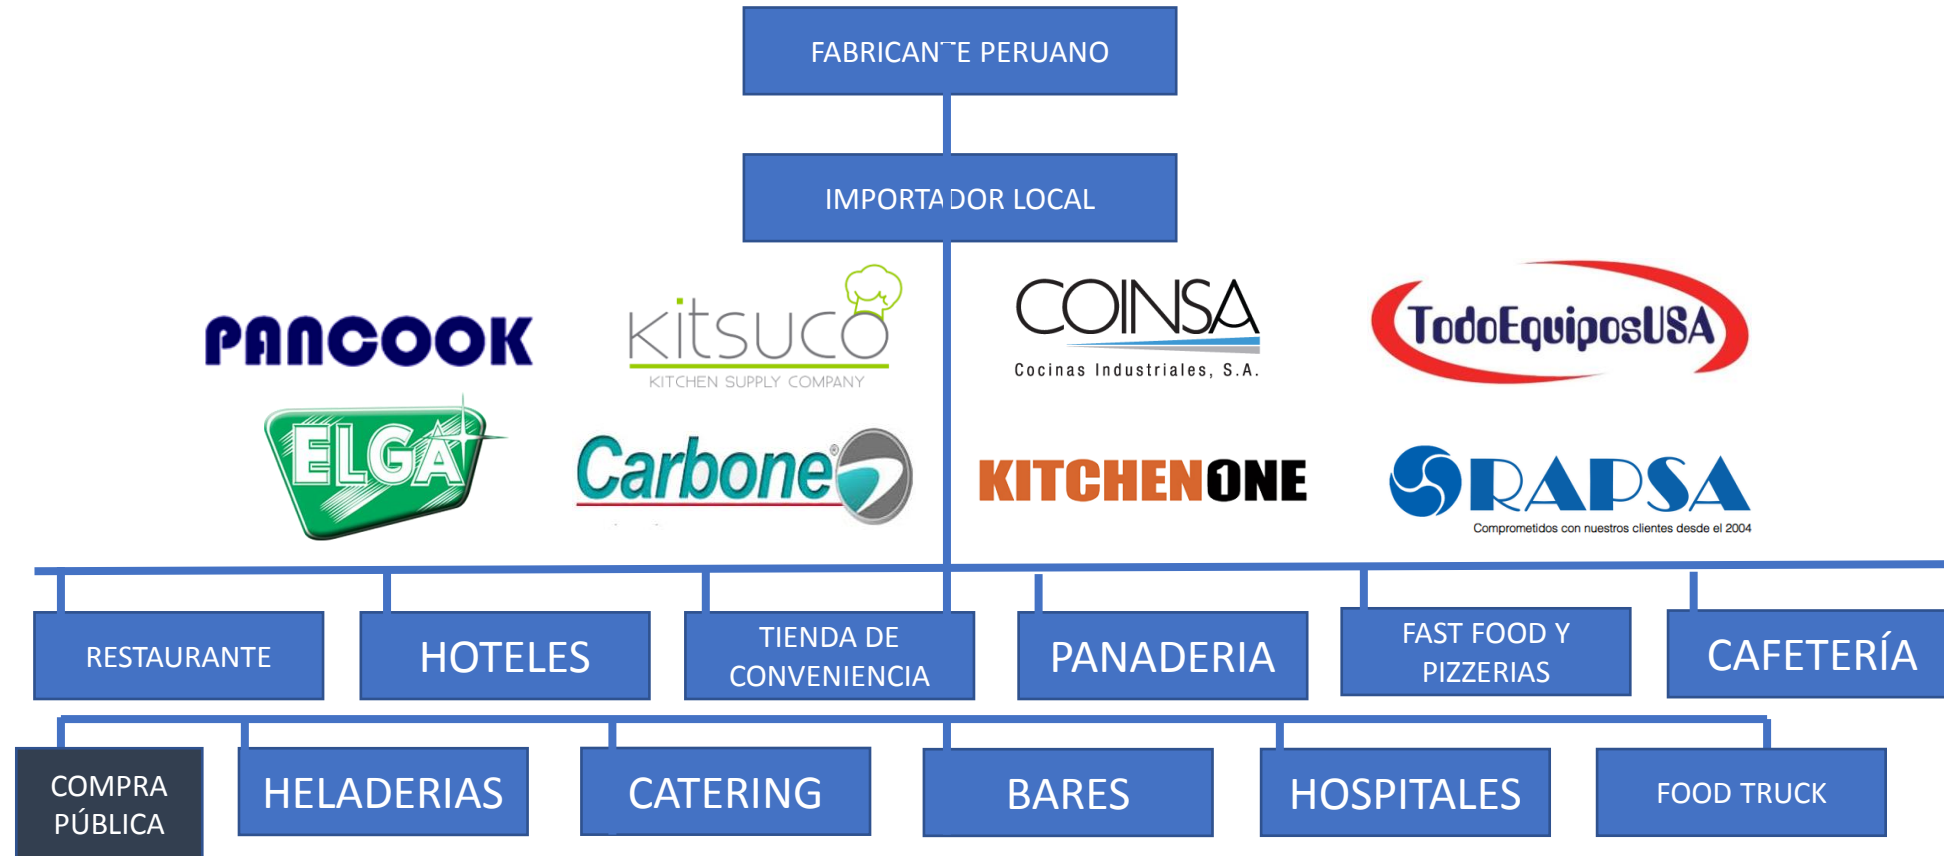 FABRICANTE PERUANO
IMPORTADOR LOCAL
PANCOOK
Kitsuco
KITCHEN SUPPLY COMPANY
COINSA
Cocinas Industriales, S.A.
TodoEquiposUSA
ELGA
Carbone®
KITCHENONE
1
RAPSA
Comprometidos con nuestros clientes desde el 2004
RESTAURANTE
HOTELES
TIENDA DE
CONVENIENCIA
PANADERIA
FAST FOOD Y
PIZZERIAS
CAFETERÍA
COMPRA
PÚBLICA
HELADERIAS
CATERING
BARES
HOSPITALES
FOOD TRUCK